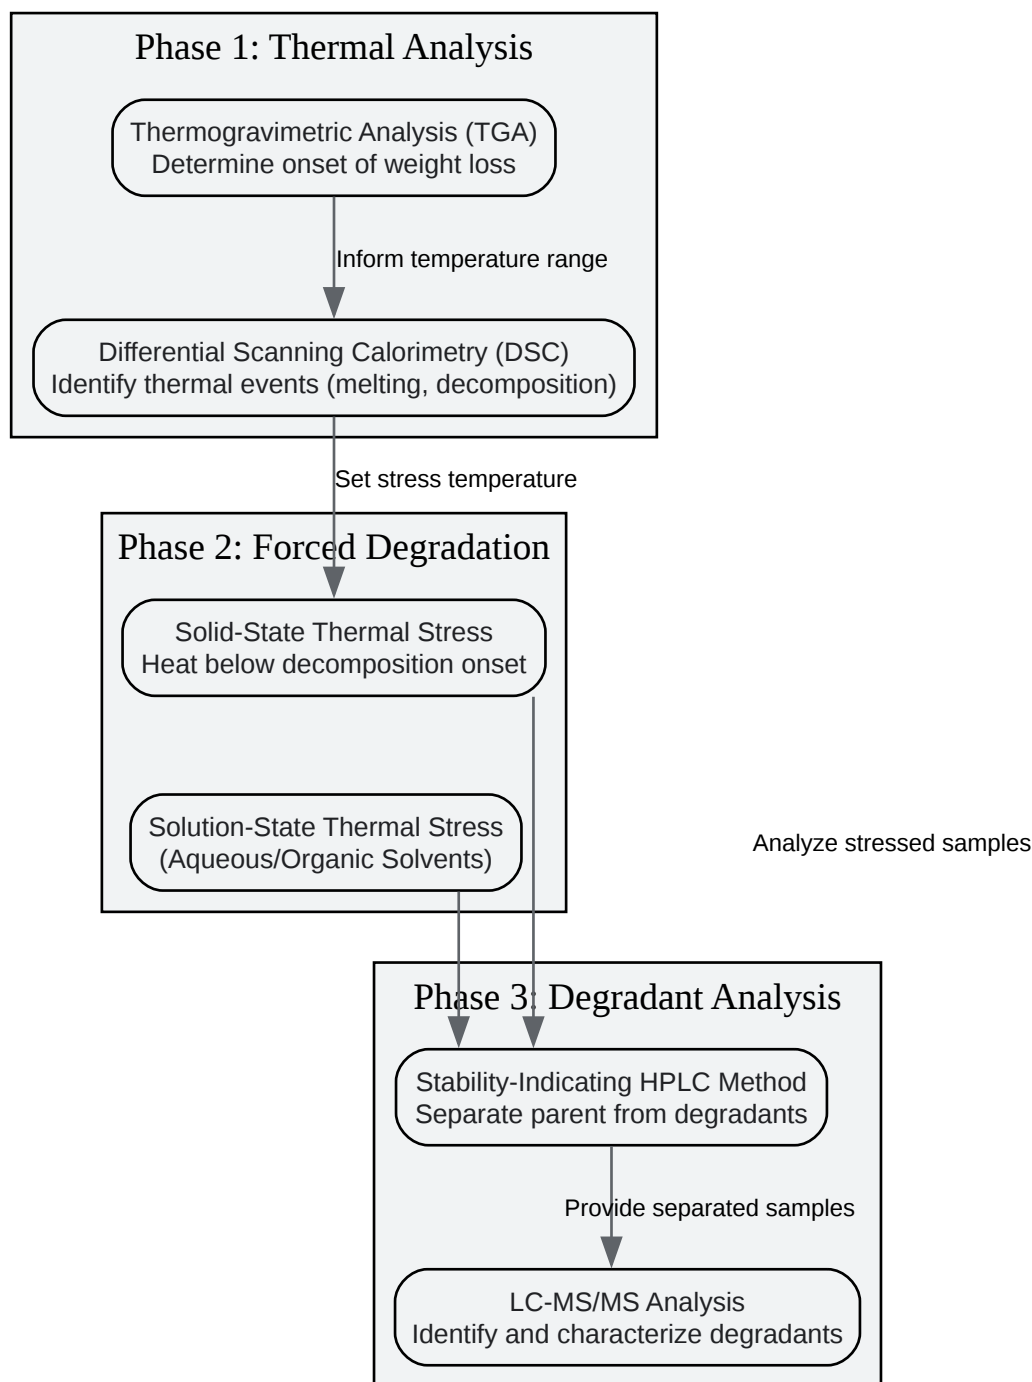 Phase 1: Thermal Analysis
Thermogravimetric Analysis (TGA)
Determine onset of weight loss
Inform temperature range
Differential Scanning Calorimetry (DSC)
Identify thermal events (melting, decomposition)
Set stress temperature
Phase 2: Forced Degradation
Solid-State Thermal Stress
Heat below decomposition onset
Solution-State Thermal Stress
(Aqueous/Organic Solvents)
Analyze stressed samples
Phase 3: Degradant Analysis
Stability-Indicating HPLC Method
Separate parent from degradants
Provide separated samples
LC-MS/MS Analysis
Identify and characterize degradants